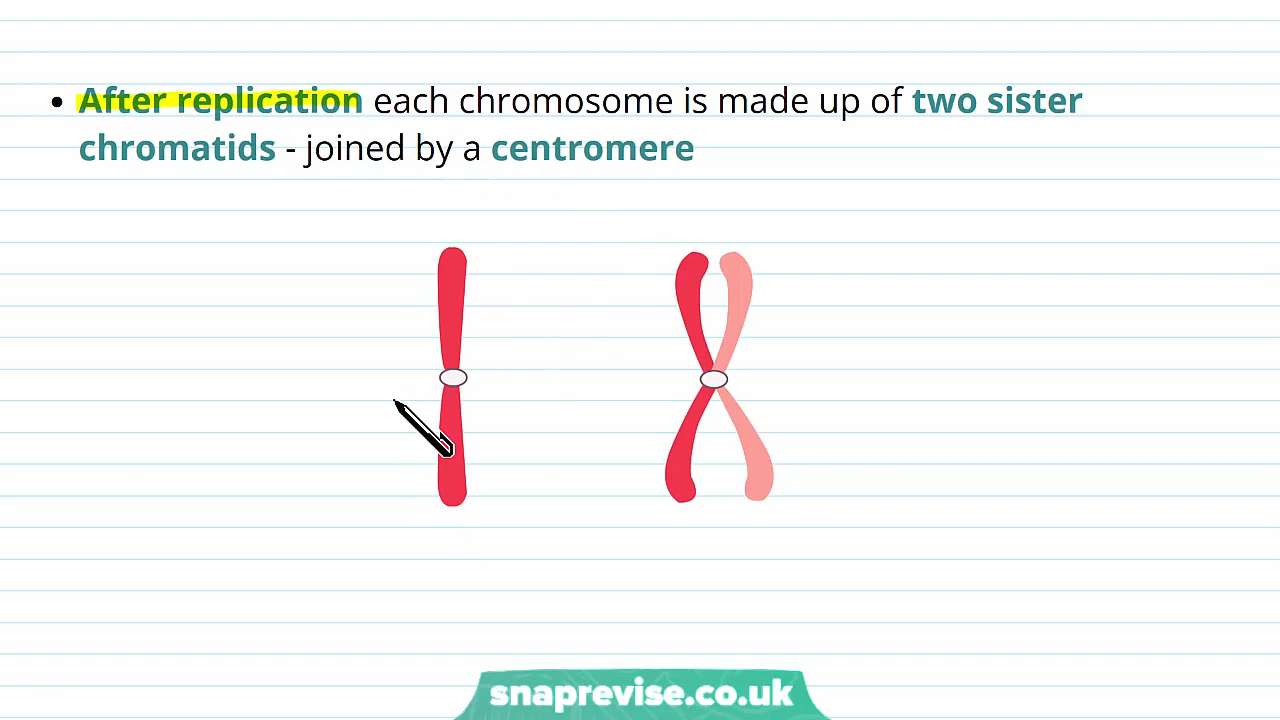 • After replication each chromosome is made up of two sister
chromatids - joined by a centromere
snaprevise.co.uk